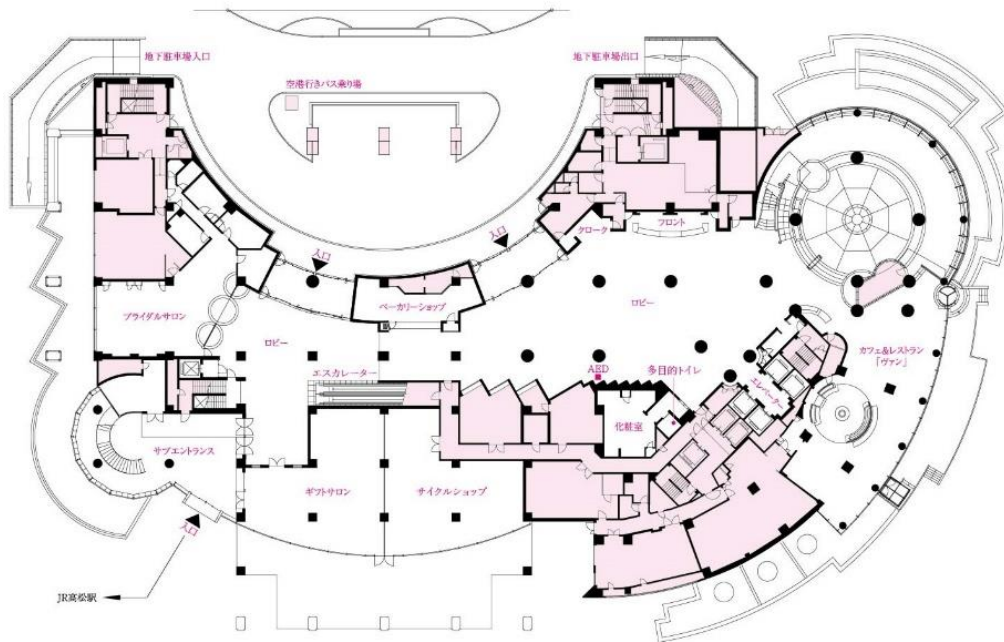 地下駐車場入口
地下駐車場出口
空港行きバス乗り場
入口
入口
クローク
フロント
ベーカリーショップ
ロビー
ブライダルサロン
ロビー
カフェ&レストラン
「ヴァン」
エスカレーター
AED
多目的トイレ
エレベーター
化粧室
サブエントランス
ギフトサロン
サイクルショップ
入口
JR高松駅